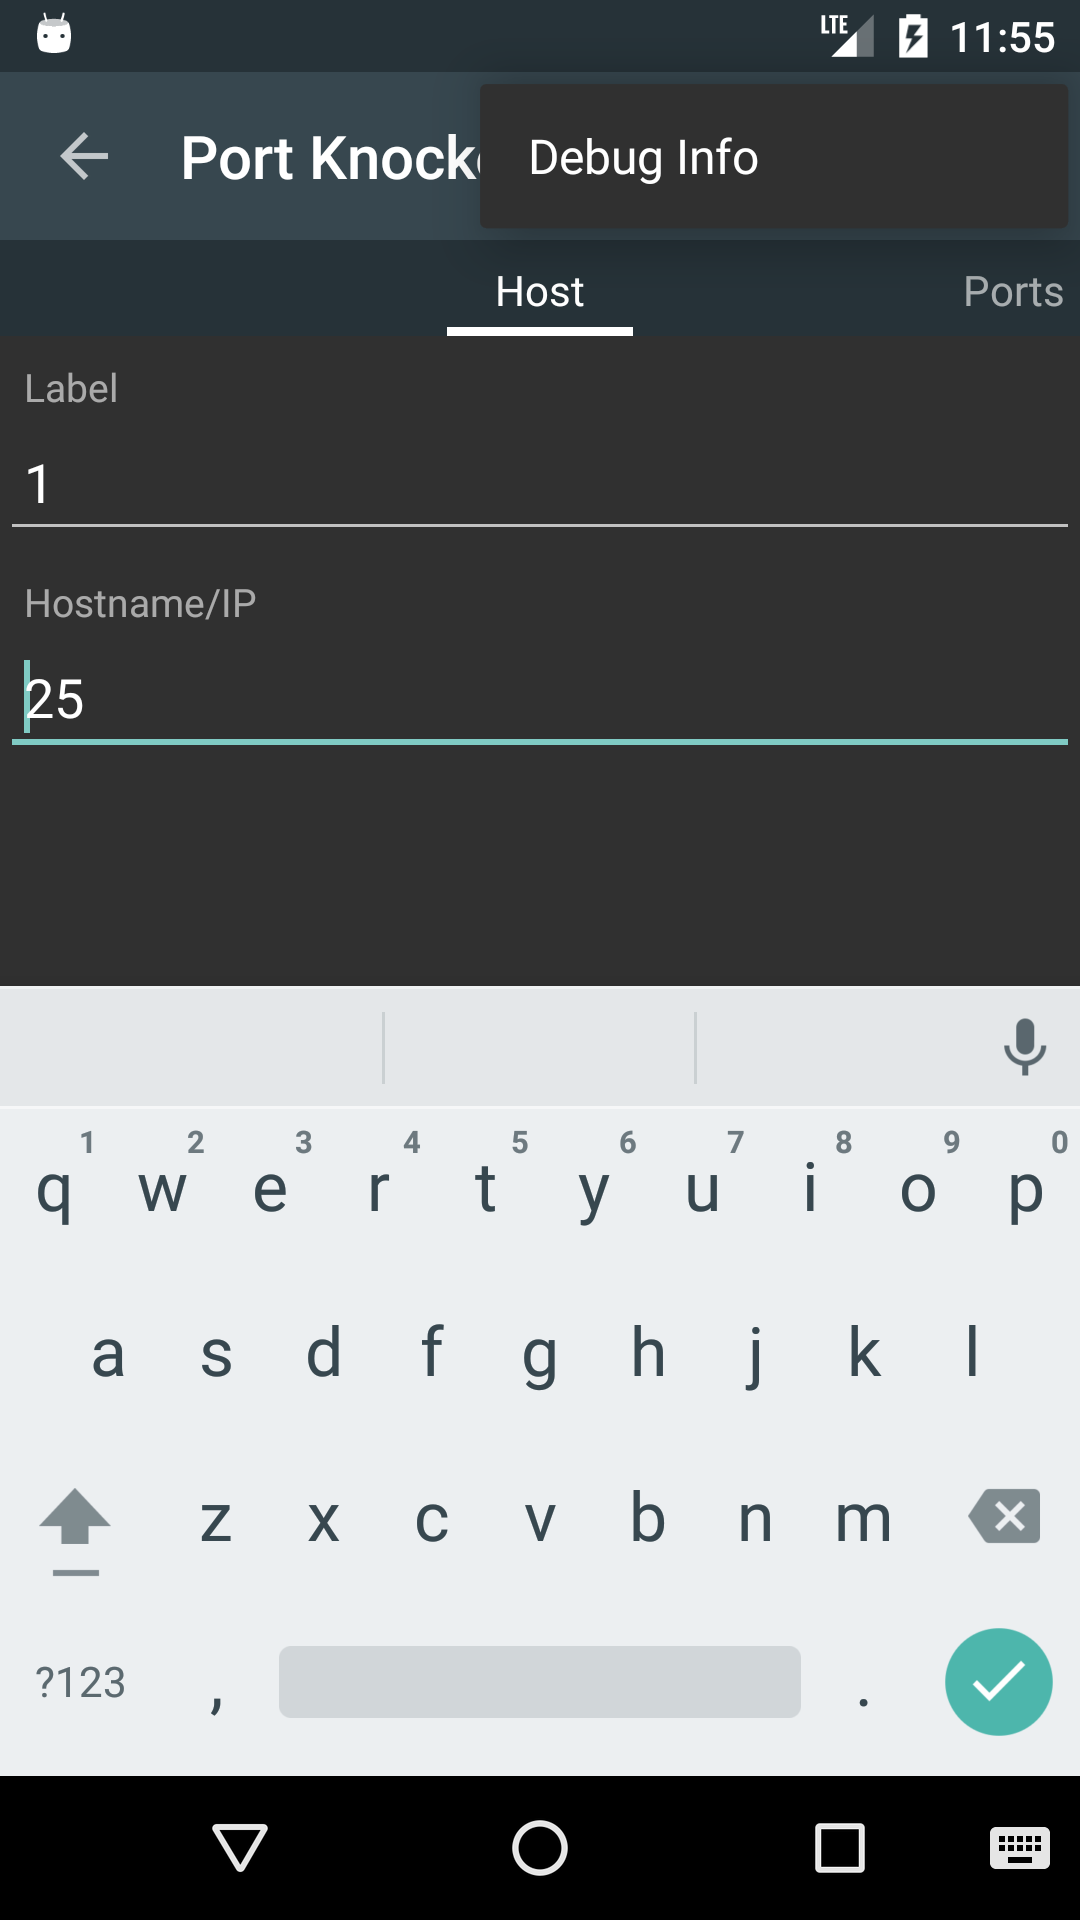 LTE 11:55
Port Knock
Debug Info
Host Ports
Label
1
Hostname/IP
25
1 2 3 4 5 6 7 8 9 0
q w e r t y u i o p
a s d f g h j k l
z x c v b n m
?123 , .